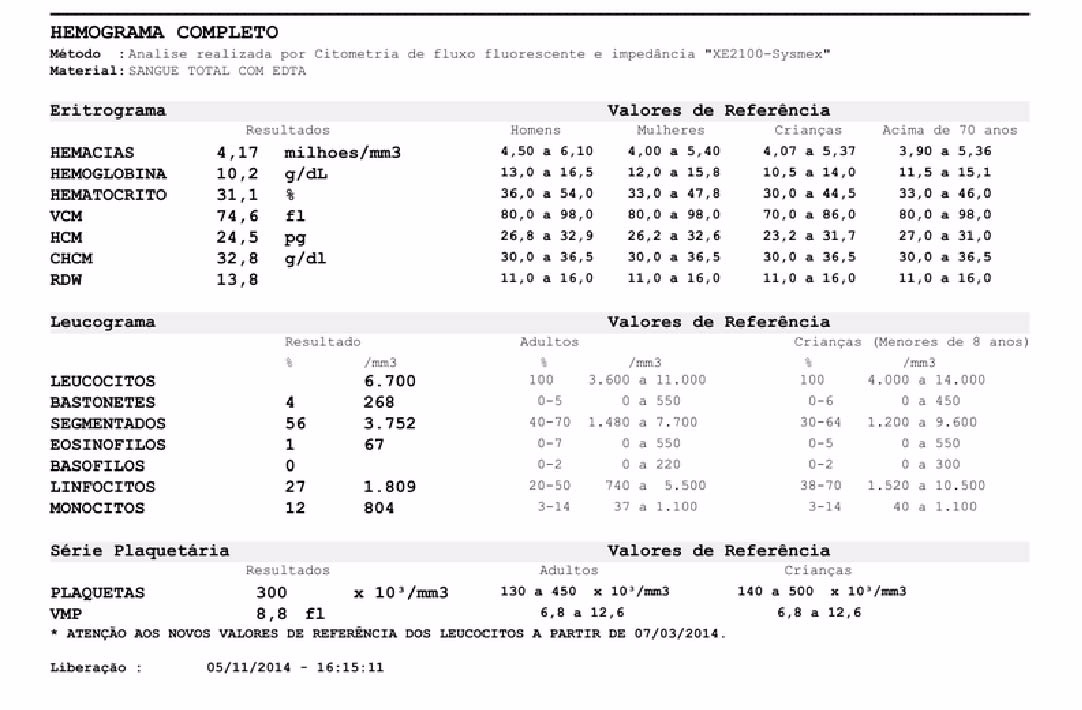 HEMOGRAMA COMPLETO
Método  :Analise realizada por Citometria de fluxo fluorescente e impedância "XE2100-Sysmex"
Material:SANGUE TOTAL COM EDTA
Eritrograma Valores de Referência
Resultados Homens Mulheres Crianças Acima de 70 anos
HEMACIAS 4,17 milhoes/mm3 4,50 a 6,10 4,00 a 5,40 4,07 a 5,37 3,90 a 5,36
HEMOGLOBINA 10,2 g/dL 13,0 a 16,5 12,0 a 15,8 10,5 a 14,0 11,5 a 15,1
HEMATOCRITO 31,1 % 36,0 a 54,0 33,0 a 47,8 30,0 a 44,5 33,0 a 46,0
VCM 74,6 fl 80,0 a 98,0 80,0 a 98,0 70,0 a 86,0 80,0 a 98,0
HCM 24,5 pg 26,8 a 32,9 26,2 a 32,6 23,2 a 31,7 27,0 a 31,0
CHCM 32,8 g/dl 30,0 a 36,5 30,0 a 36,5 30,0 a 36,5 30,0 a 36,5
RDW 13,8 11,0 a 16,0 11,0 a 16,0 11,0 a 16,0 11,0 a 16,0
Leucograma Valores de Referência
Resultado Adultos Crianças (Menores de 8 anos)
% /mm3 % /mm3 % /mm3
LEUCOCITOS 6.700 100 3.600 a 11.000 100 4.000 a 14.000
BASTONETES 4 268 0-5 0 a 550 0-6 0 a 450
SEGMENTADOS 56 3.752 40-70 1.480 a 7.700 30-64 1.200 a 9.600
EOSINOFILOS 1 67 0-7 0 a 550 0-5 0 a 550
BASOFILOS 0 0-2 0 a 220 0-2 0 a 300
LINFOCITOS 27 1.809 20-50 740 a 5.500 38-70 1.520 a 10.500
MONOCITOS 12 804 3-14 37 a 1.100 3-14 40 a 1.100
Série Plaquetária Valores de Referência
Resultados Adultos Crianças
PLAQUETAS 300 x 10³/mm3 130 a 450 x 10³/mm3 140 a 500 x 10³/mm3
VMP 8,8 fl 6,8 a 12,6 6,8 a 12,6
* ATENÇÃO AOS NOVOS VALORES DE REFERÊNCIA DOS LEUCOCITOS A PARTIR DE 07/03/2014.
Liberação : 05/11/2014 - 16:15:11